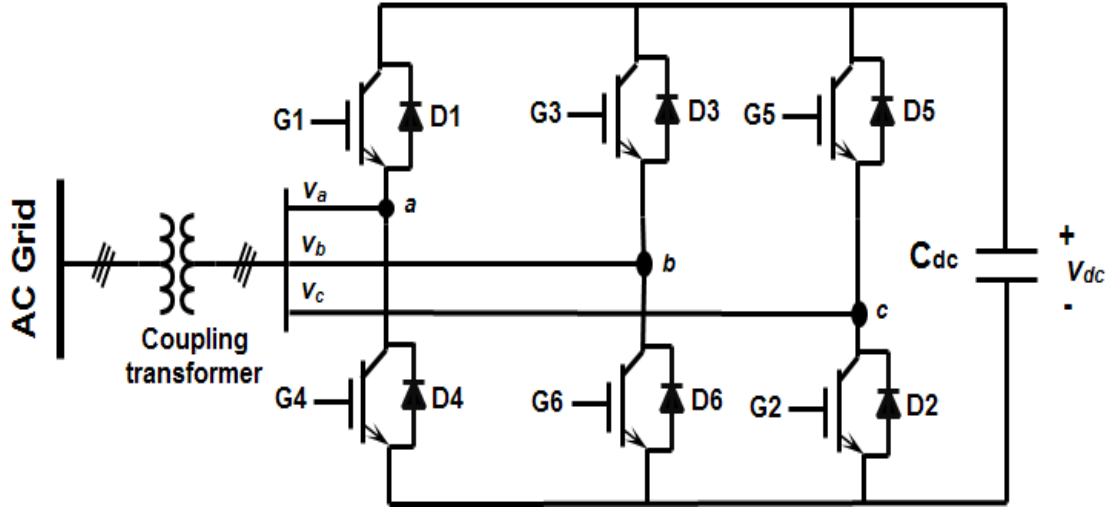 G1
D1
G3
D3
G5
D5
AC Grid
Va
a
Vb
b
Vc
c
Coupling
transformer
Cdc
+
Vdc
-
G4
D4
G6
D6
G2
D2